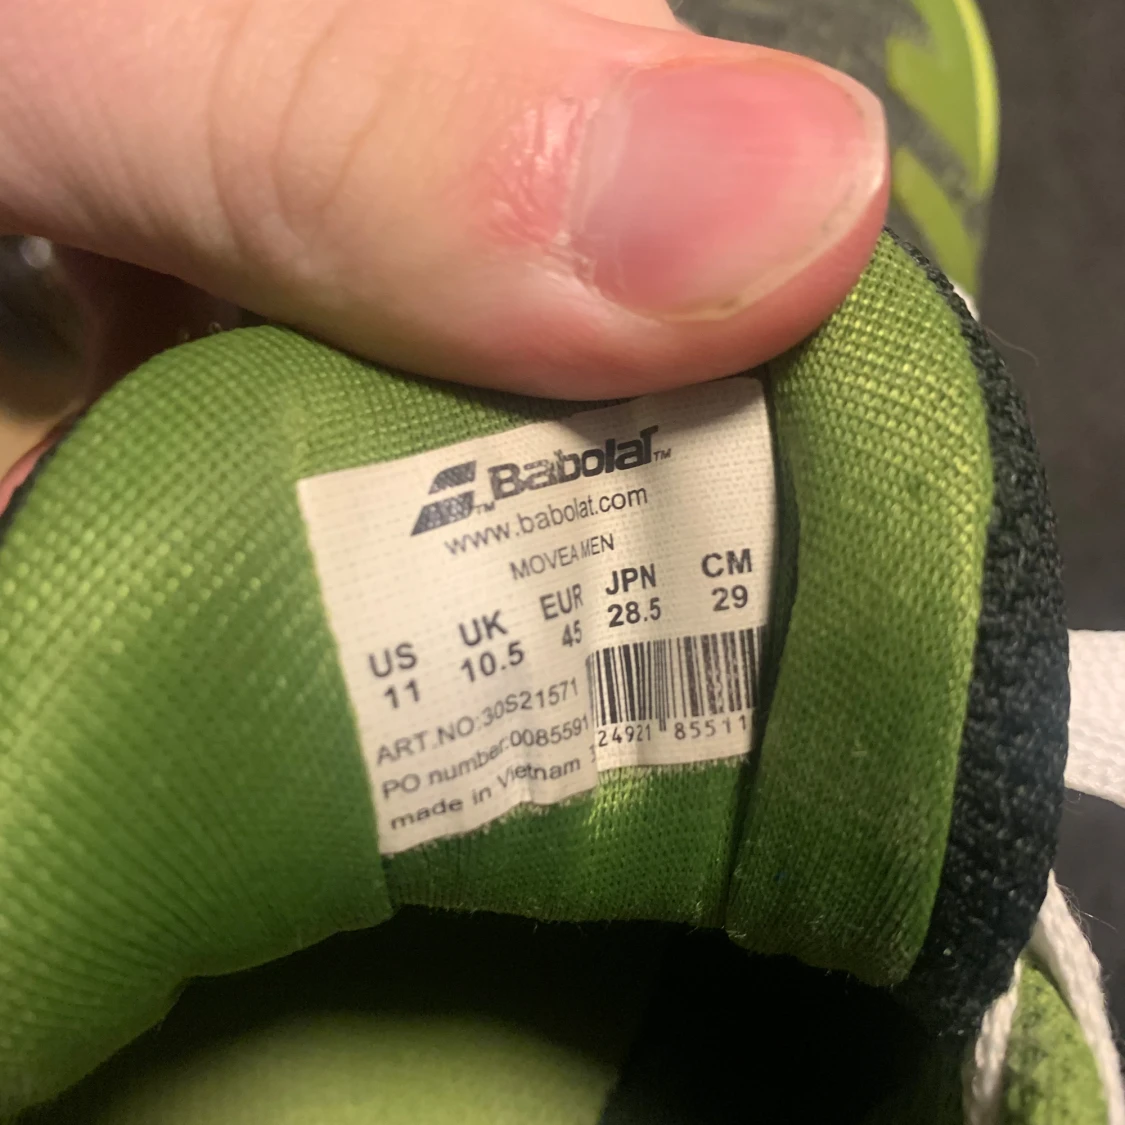 Babolat™
www.babolat.com
MOVEA MEN
US UK EUR JPN CM
11 10.5 45 28.5 29
ART.NO:30S21571
PO number:0085591
made in Vietnam
24921 85511